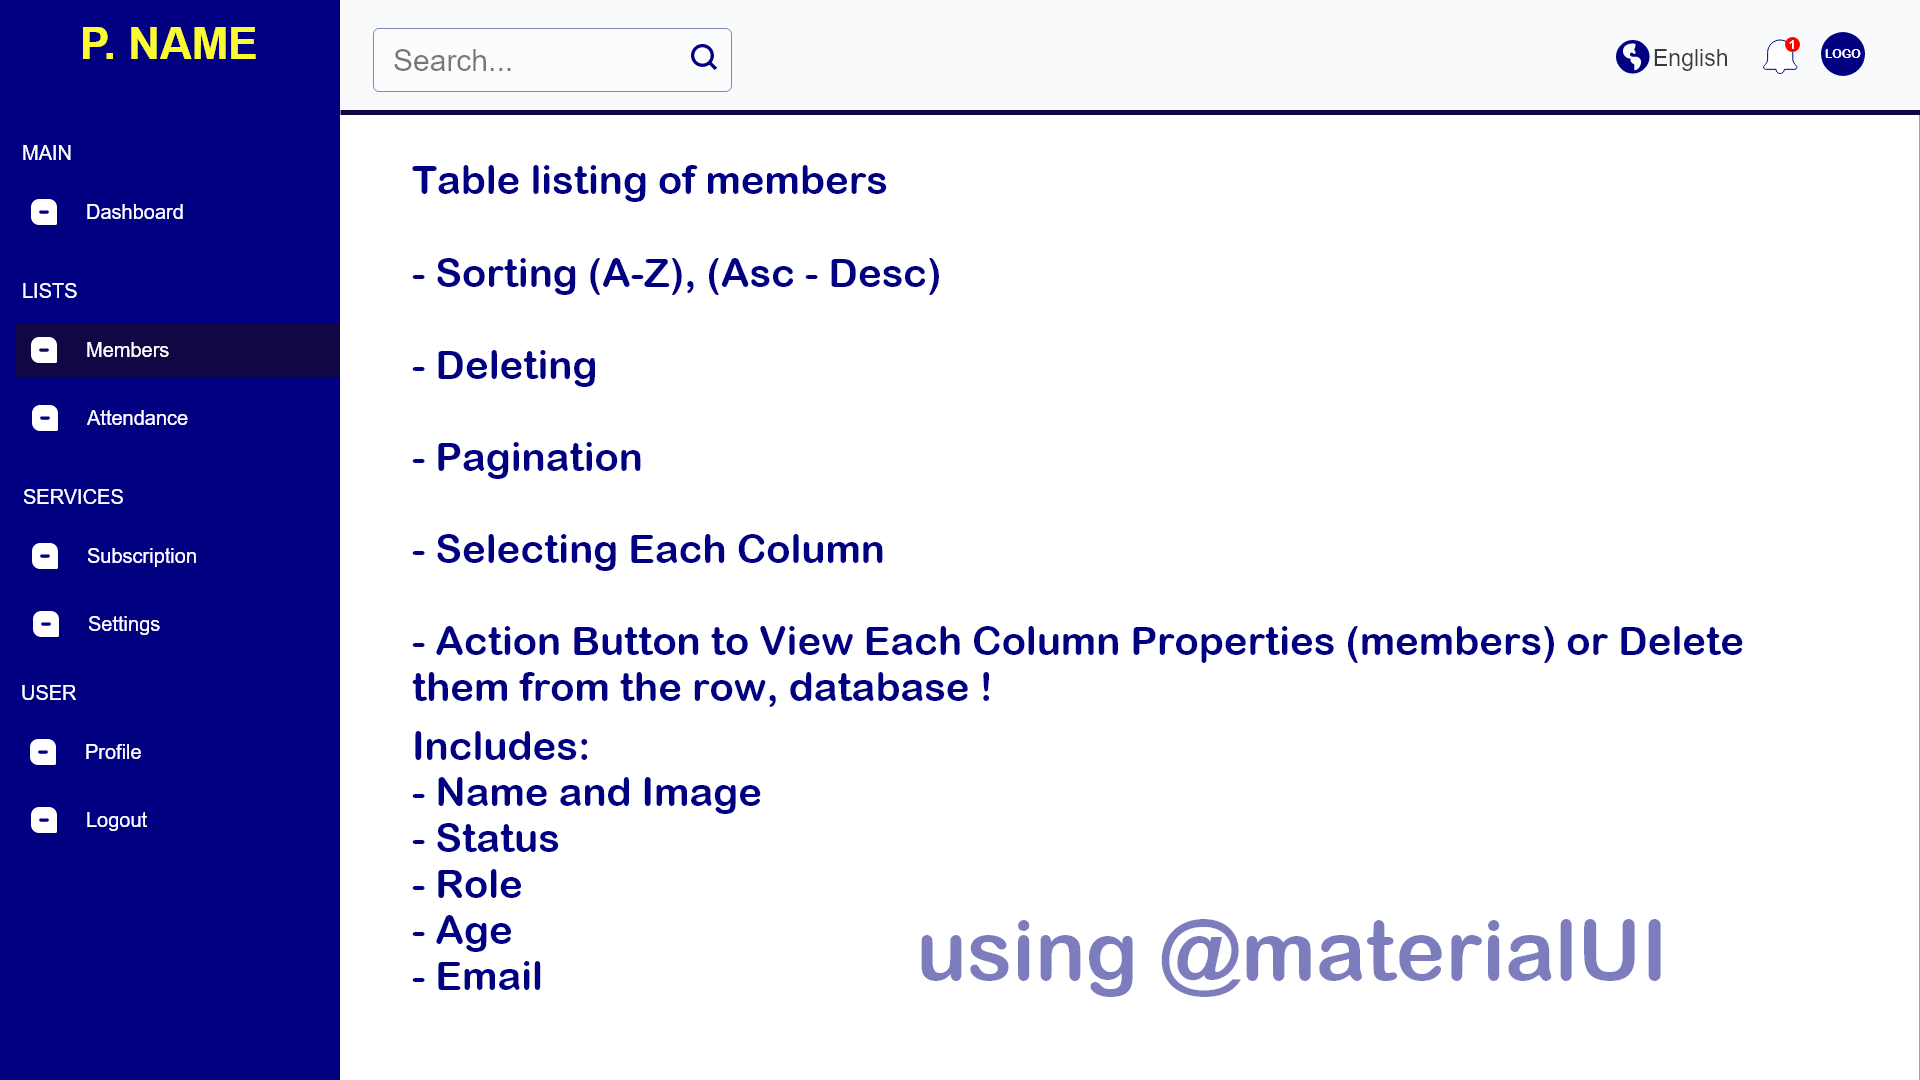 P. NAME
Search...
English
1
LOGO
MAIN
Dashboard
LISTS
Members
Attendance
SERVICES
Subscription
Settings
USER
Profile
Logout
Table listing of members
- Sorting (A-Z), (Asc - Desc)
- Deleting
- Pagination
- Selecting Each Column
- Action Button to View Each Column Properties (members) or Delete
them from the row, database !
Includes:
- Name and Image
- Status
- Role
- Age
- Email
using @materialUI